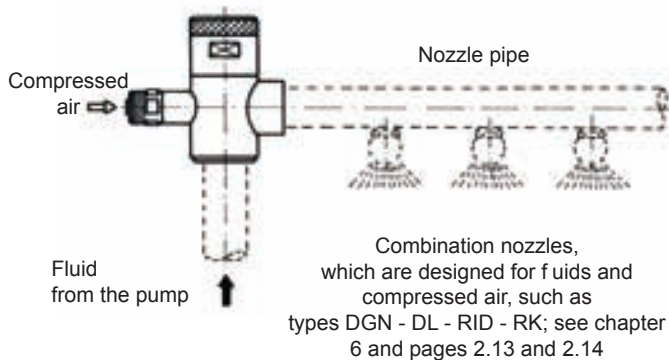 Nozzle pipe
Compressed
air
Fluid
from the pump
Combination nozzles,
which are designed for f uids and
compressed air, such as
types DGN - DL - RID - RK; see chapter
6 and pages 2.13 and 2.14